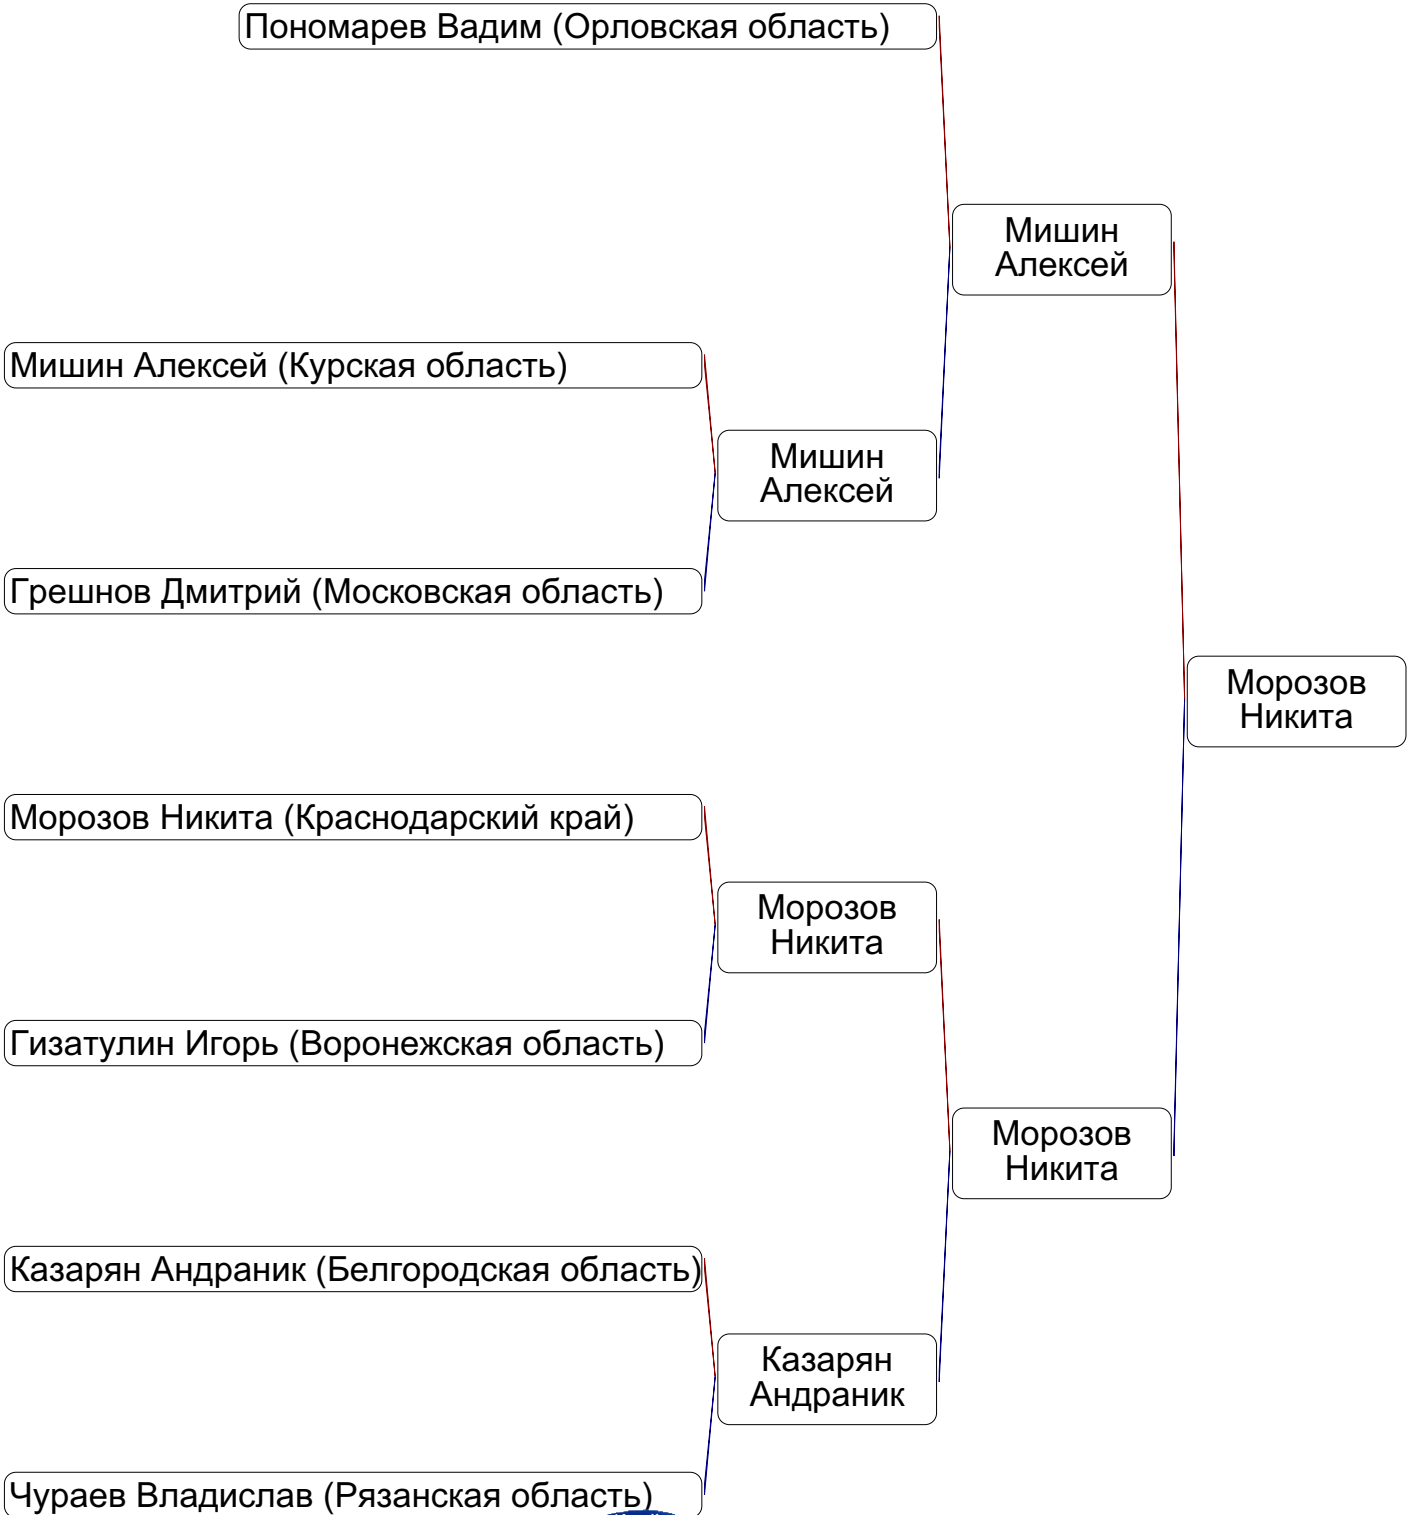 Пономарев Вадим (Орловская область)
Мишин
Алексей
Мишин Алексей (Курская область)
Мишин
Алексей
Грешнов Дмитрий (Московская область)
Морозов
Никита
Морозов Никита (Краснодарский край)
Морозов
Никита
Гизатулин Игорь (Воронежская область)
Морозов
Никита
Казарян Андраник (Белгородская область)
Казарян
Андраник
Чураев Владислав (Рязанская область)